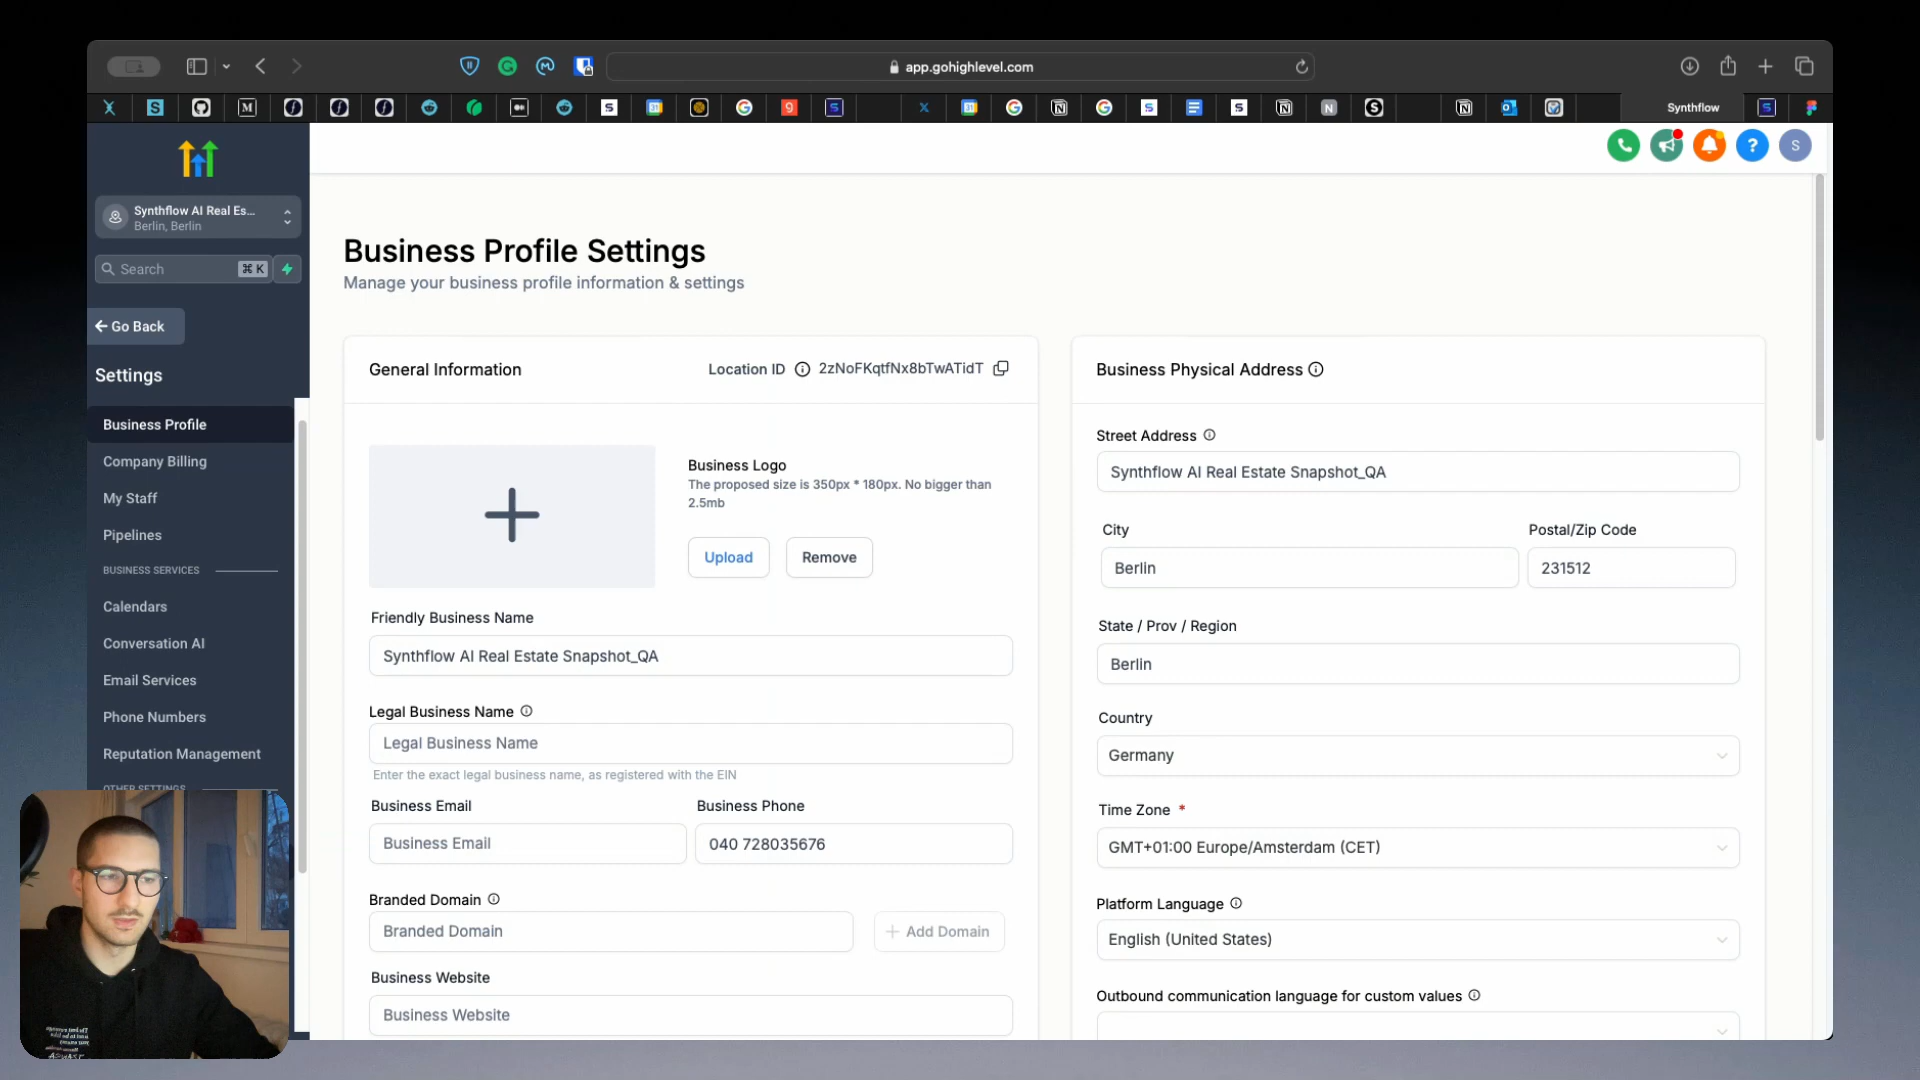 app.gohighlevel.com
Synthflow
Synthflow AI Real Es...
Berlin, Berlin
Search
⌘ K
Go Back
Settings
Business Profile
Company Billing
My Staff
Pipelines
BUSINESS SERVICES
Calendars
Conversation AI
Email Services
Phone Numbers
Reputation Management
OTHER SETTINGS
S
Business Profile Settings
Manage your business profile information & settings
General Information
Location ID
2zNoFKqtfNx8bTwATidT
Business Logo
The proposed size is 350px * 180px. No bigger than
2.5mb
Upload
Remove
Friendly Business Name
Synthflow AI Real Estate Snapshot_QA
Legal Business Name
Legal Business Name
Enter the exact legal business name, as registered with the EIN
Business Email
Business Phone
Business Email
040 728035676
Branded Domain
Branded Domain
Add Domain
Business Website
Business Website
Business Physical Address
Street Address
Synthflow AI Real Estate Snapshot_QA
City
Postal/Zip Code
Berlin
231512
State / Prov / Region
Berlin
Country
Germany
Time Zone *
GMT+01:00 Europe/Amsterdam (CET)
Platform Language
English (United States)
Outbound communication language for custom values